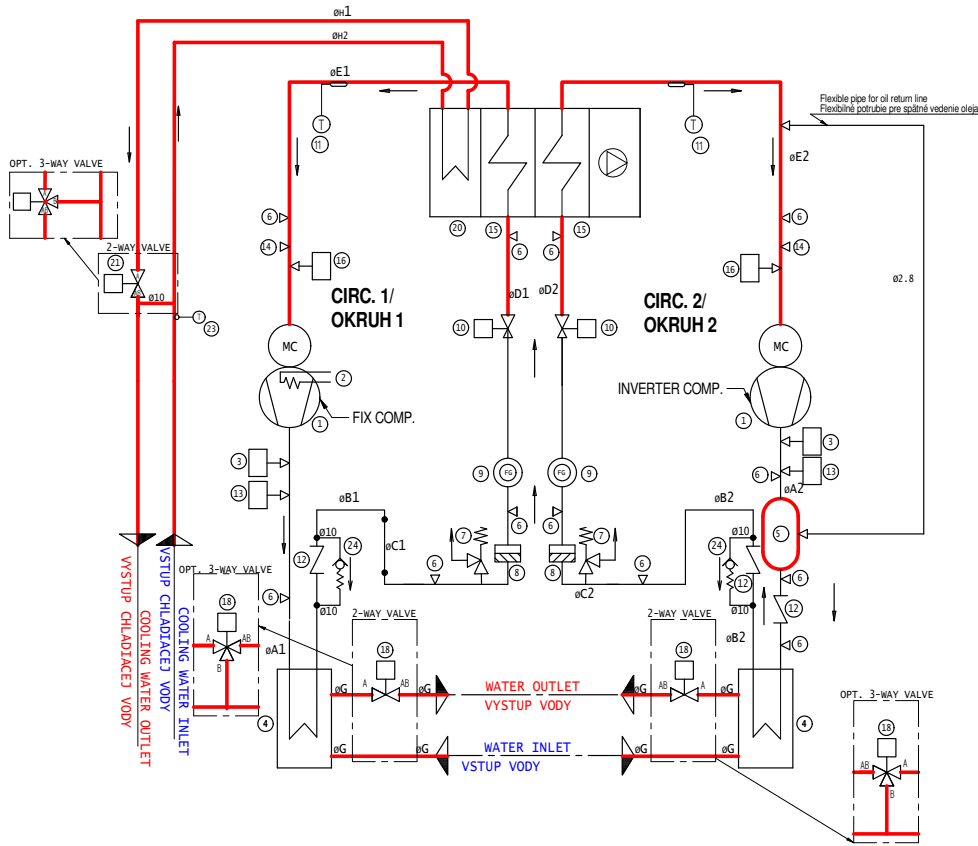 øH1
øH2
øE1
T
11
T
11
Flexible pipe for oil return line
Flexibilné potrubie pre spätné vedenie oleja
øE2
OPT. 3-WAY VALVE
A
B
AB
2-WAY VALVE
21
A
AB
Ø10
T
23
6
14
16
20
15
6
6
15
6
14
16
Ø2.8
CIRC. 1/
OKRUH 1
øD1
øD2
CIRC. 2/
OKRUH 2
10
10
MC
MC
2
1
FIX COMP.
INVERTER COMP.
1
3
13
9
FG
FG
9
3
13
6
øA2
øB1
øB2
Ø10
Ø10
6
6
7
7
5
24
24
12
12
øC1
6
8
8
6
øC2
6
12
6
Ø10
Ø10
øB2
6
øA1
6
VYSTUP CHLADIACEJ VODY
COOLING WATER OUTLET
VSTUP CHLADIACEJ VODY
COOLING WATER INLET
OPT. 3-WAY VALVE
18
A
AB
B
2-WAY VALVE
18
A
AB
øG
øG
WATER OUTLET
VYSTUP VODY
2-WAY VALVE
18
AB
A
øG
øG
4
4
øG
øG
WATER INLET
VSTUP VODY
øG
øG
OPT. 3-WAY VALVE
18
AB
A
B